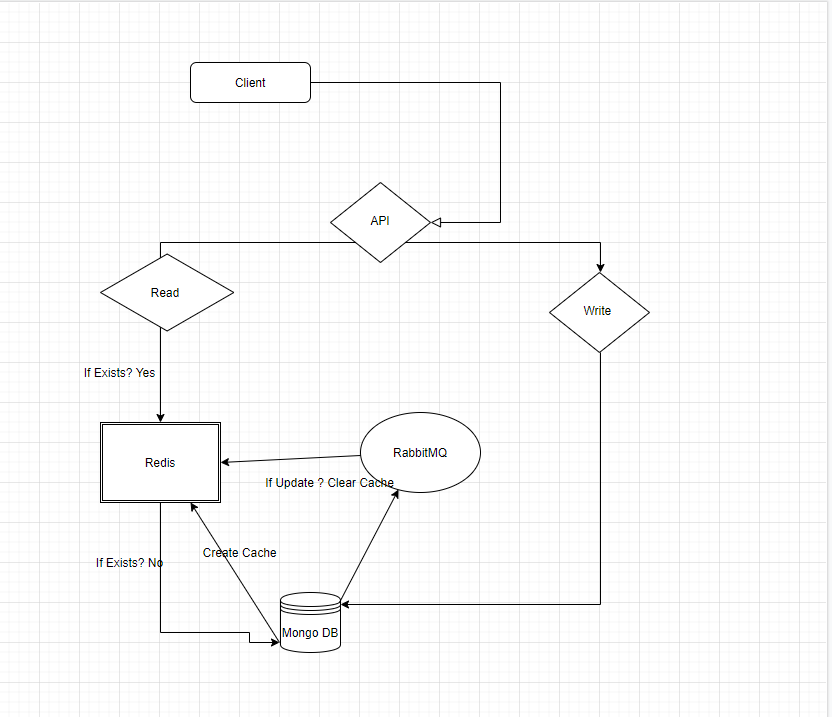 Client
API
Read
Write
If Exists? Yes
RabbitMQ
Redis
If Update ? Clear Cache
Create Cache
If Exists? No
Mongo DB